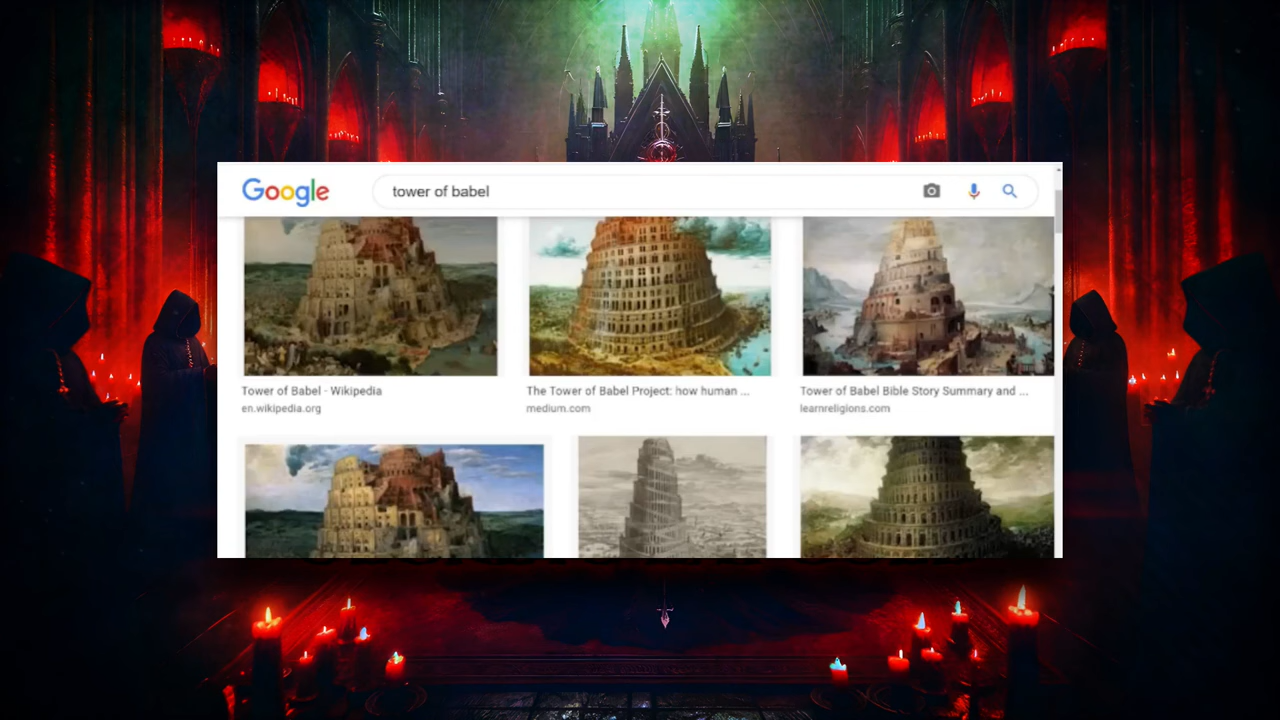 Google
tower of babel
Tower of Babel - Wikipedia
en.wikipedia.org
The Tower of Babel Project: how human ...
medium.com
Tower of Babel Bible Story Summary and ...
learnreligions.com